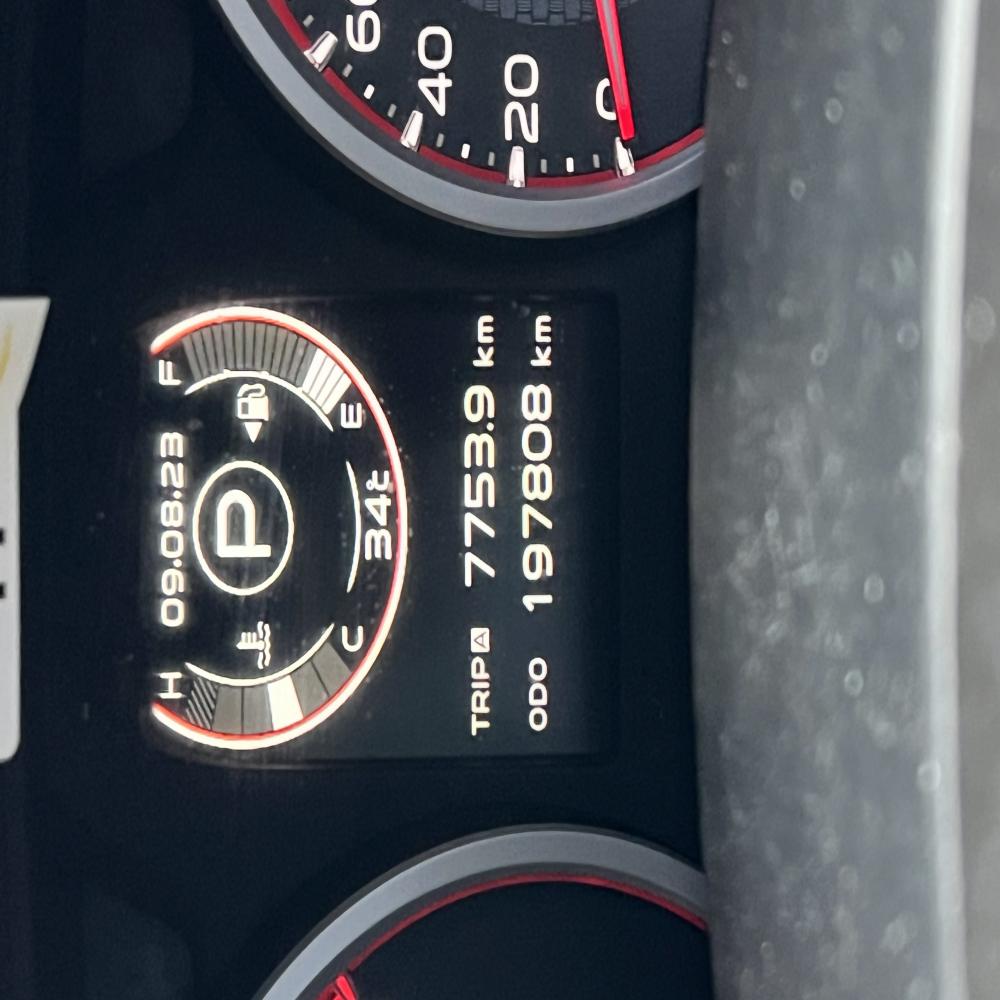 09.08.23
H
F
P
C
E
34°C
TRIP A 7753.9 km
ODO 197808 km
0
20
40
60